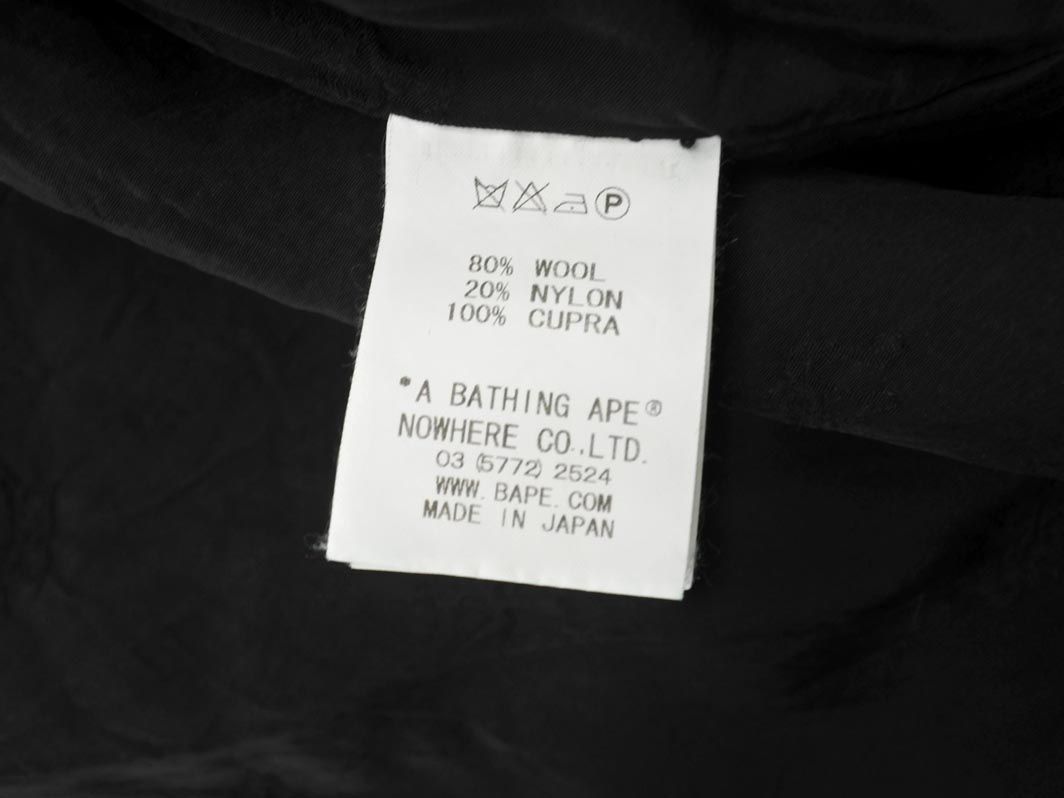 P
80% WOOL
20% NYLON
100% CUPRA
*A BATHING APE®
NOWHERE CO.,LTD.
03 (5772) 2524
WWW. BAPE. COM
MADE IN JAPAN